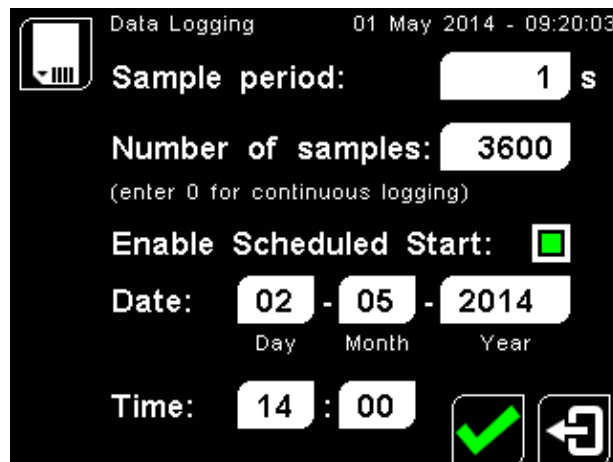 Data Logging 01 May 2014 - 09:20:03
Sample period: 1 s
Number of samples: 3600
(enter 0 for continuous logging)
Enable Scheduled Start:
Date: 02 - 05 - 2014
Day Month Year
Time: 14 : 00